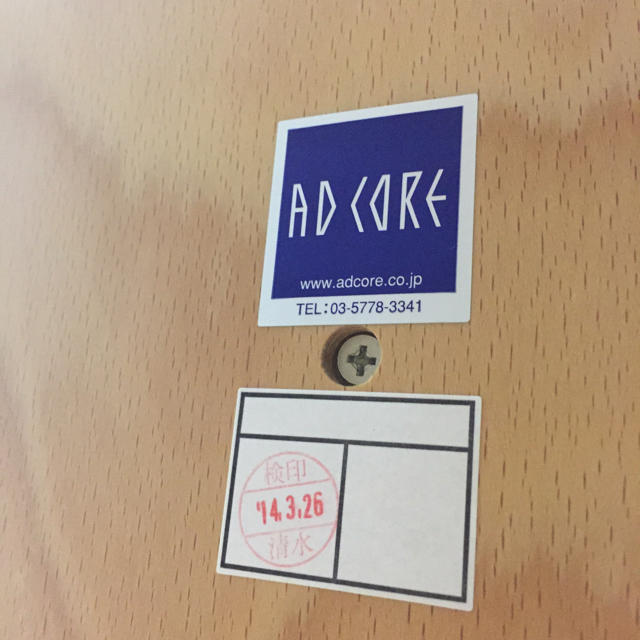 AD CORE
www.adcore.co.jp
TEL：03-5778-3341
検印
'14.3.26
清水